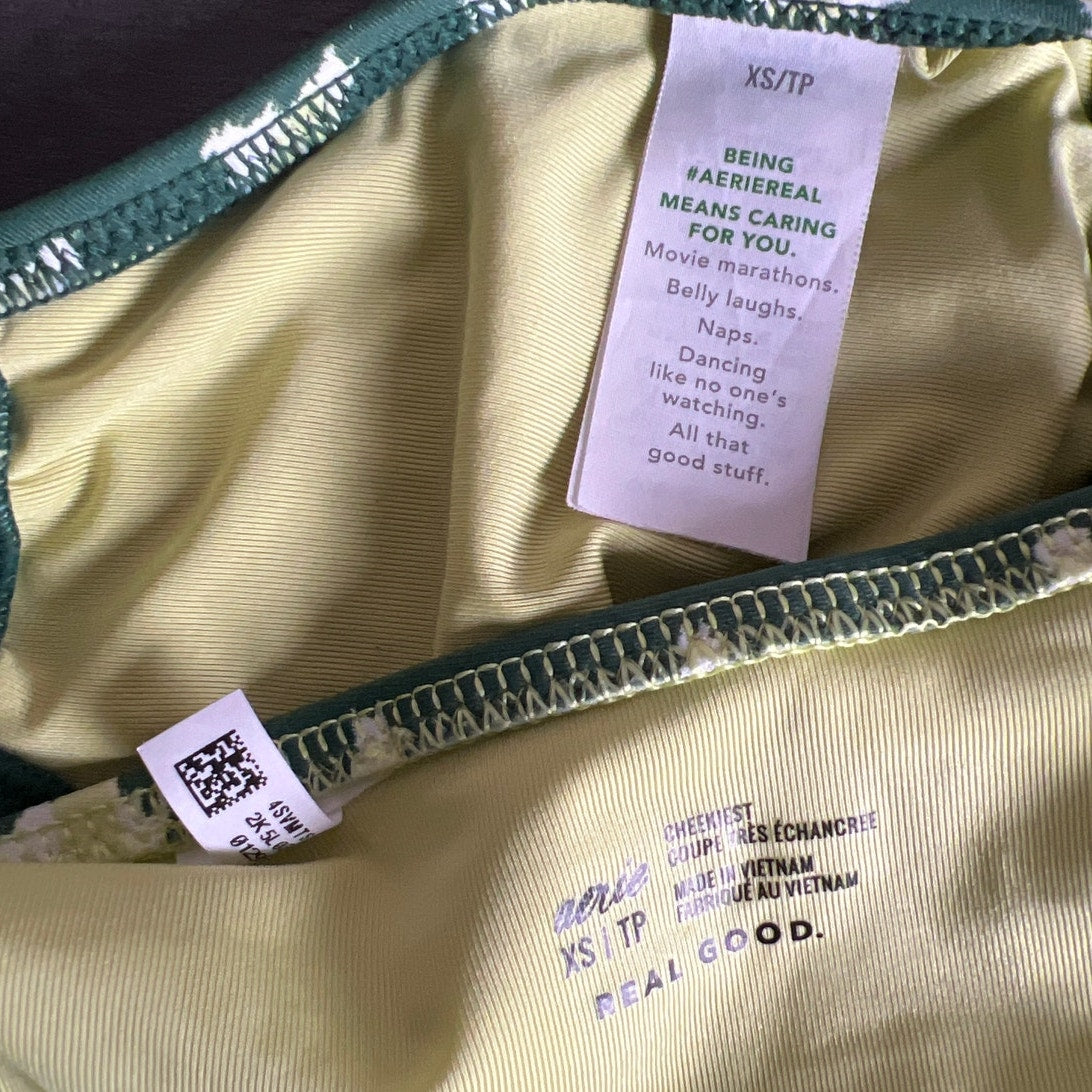 XS/TP
BEING
#AERIEREAL
MEANS CARING
FOR YOU.
Movie marathons.
Belly laughs.
Naps.
Dancing
like no one's
watching.
All that
good stuff.
CHEEKIEST
COUPE TRÈS ÉCHANCREE
MADE IN VIETNAM
FABRIQUÉ AU VIETNAM
aerie
XS | TP
REAL GOOD.